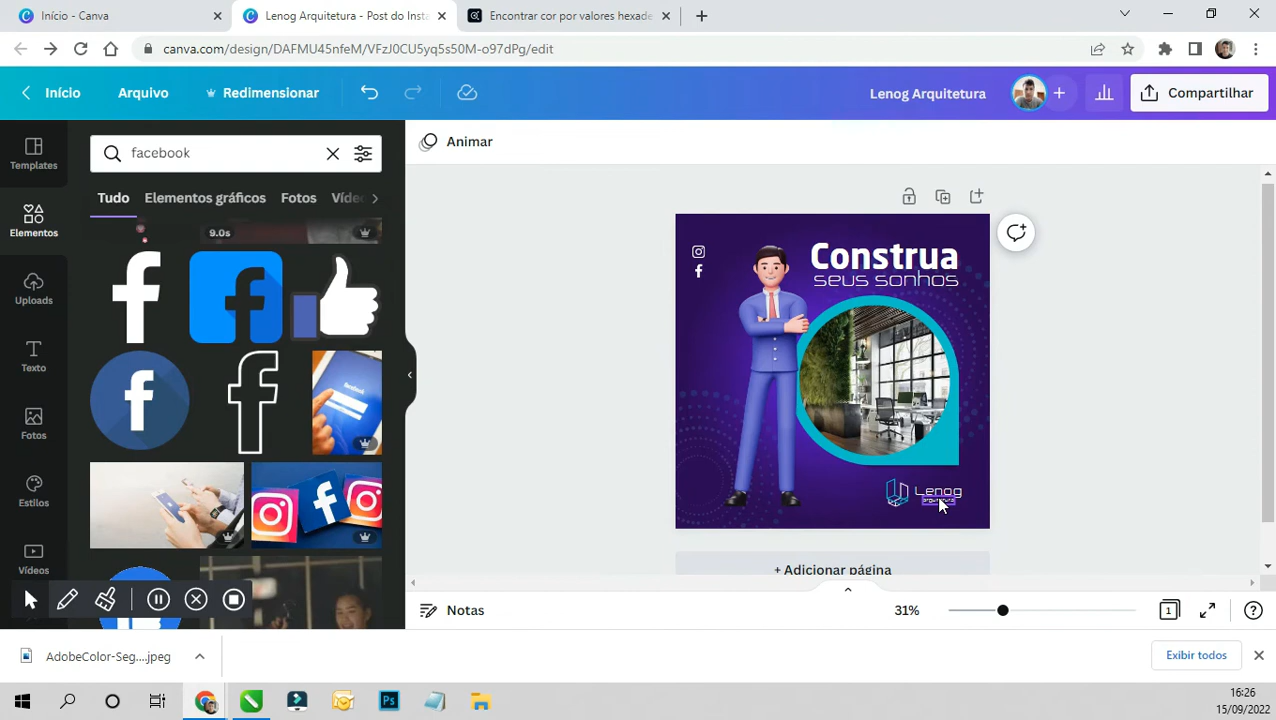 Início - Canva
Lenog Arquitetura - Post do Insta
Encontrar cor por valores hexade
canva.com/design/DAFMU45nfeM/VFzJ0CU5yq5s50M-o97dPg/edit
Início
Arquivo
Redimensionar
Lenog Arquitetura
Compartilhar
Templates
Elementos
Uploads
Texto
Fotos
Estilos
Vídeos
facebook
Tudo
Elementos gráficos
Fotos
Víde
9.0s
Animar
Construa
seus sonhos
Lenog
+ Adicionar página
Notas
31%
1
AdobeColor-Seg....jpeg
Exibir todos
16:26
15/09/2022